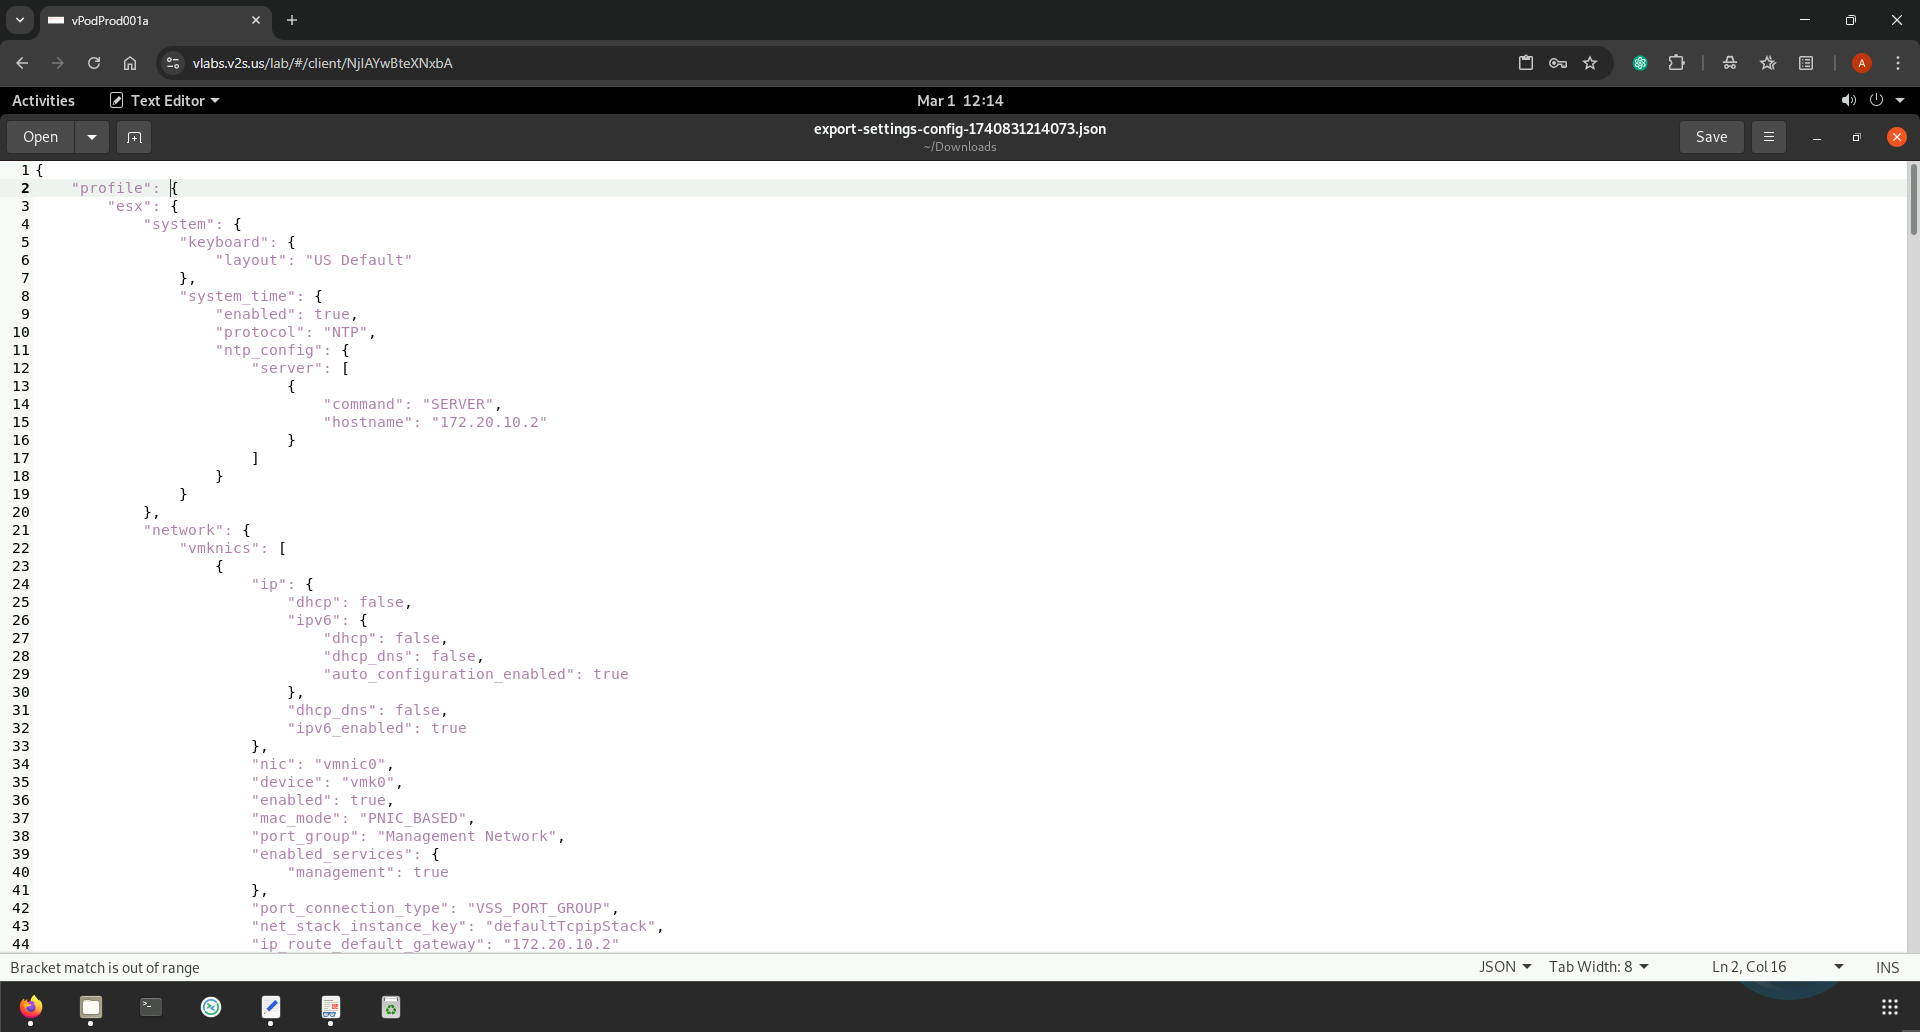 vPodProd001a
vlabs.v2s.us/lab/#/client/NjIAYwBteXNxbA
A
Activities
Text Editor
Mar 1 12:14
Open
export-settings-config-1740831214073.json
~/Downloads
Save
1 {
2 "profile": {
3 "esx": {
4 "system": {
5 "keyboard": {
6 "layout": "US Default"
7 },
8 "system_time": {
9 "enabled": true,
10 "protocol": "NTP",
11 "ntp_config": {
12 "server": [
13 {
14 "command": "SERVER",
15 "hostname": "172.20.10.2"
16 }
17 ]
18 }
19 }
20 },
21 "network": {
22 "vmknics": [
23 {
24 "ip": {
25 "dhcp": false,
26 "ipv6": {
27 "dhcp": false,
28 "dhcp_dns": false,
29 "auto_configuration_enabled": true
30 },
31 "dhcp_dns": false,
32 "ipv6_enabled": true
33 },
34 "nic": "vmnic0",
35 "device": "vmk0",
36 "enabled": true,
37 "mac_mode": "PNIC_BASED",
38 "port_group": "Management Network",
39 "enabled_services": {
40 "management": true
41 },
42 "port_connection_type": "VSS_PORT_GROUP",
43 "net_stack_instance_key": "defaultTcpipStack",
44 "ip_route_default_gateway": "172.20.10.2"
Bracket match is out of range
JSON
Tab Width: 8
Ln 2, Col 16
INS